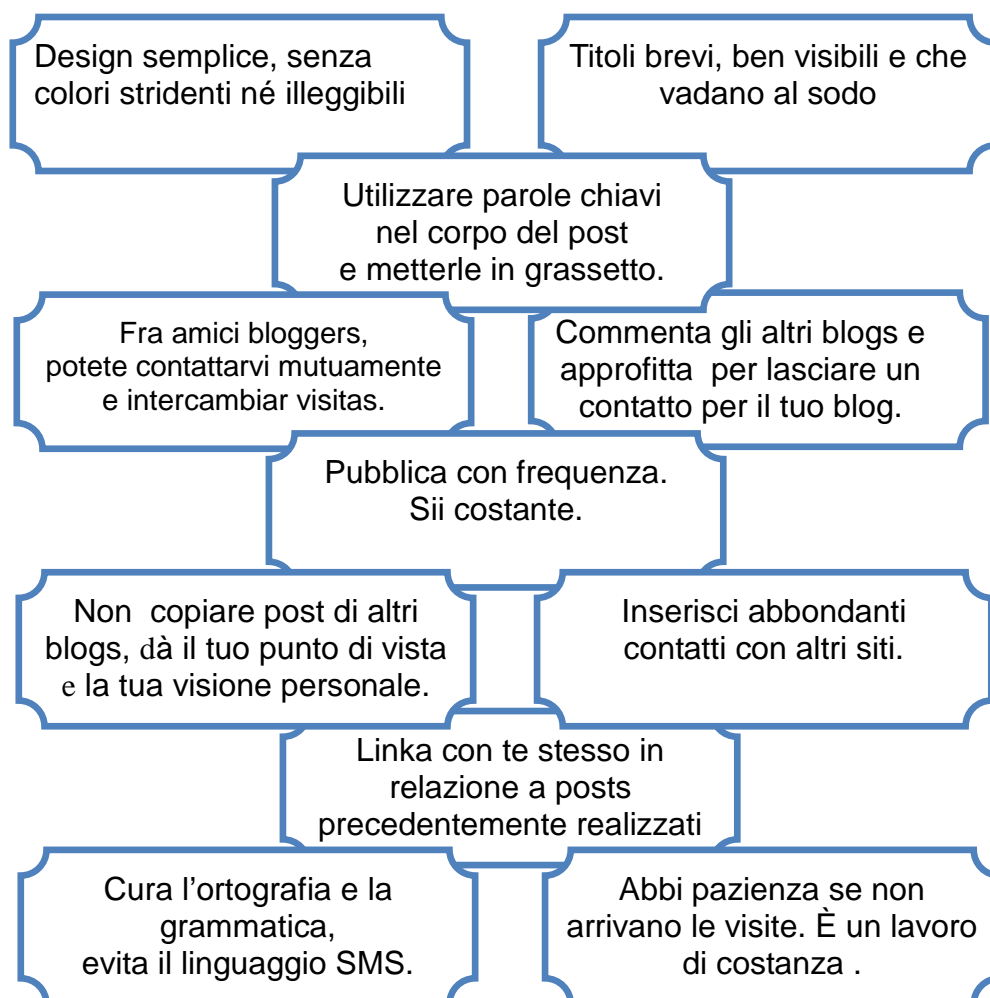 Design semplice, senza
colori stridenti né illeggibili
Titoli brevi, ben visibili e che
vadano al sodo
Utilizzare parole chiavi
nel corpo del post
e metterle in grassetto.
Fra amici bloggers,
potete contattarvi mutuamente
e intercambiar visitas.
Commenta gli altri blogs e
approfitta  per lasciare un
contatto per il tuo blog.
Pubblica con frequenza.
Sii costante.
Non  copiare post di altri
blogs, dà il tuo punto di vista
e la tua visione personale.
Inserisci abbondanti
contatti con altri siti.
Linka con te stesso in
relazione a posts
precedentemente realizzati
Cura l’ortografia e la
grammatica,
evita il linguaggio SMS.
Abbi pazienza se non
arrivano le visite. È un lavoro
di costanza .